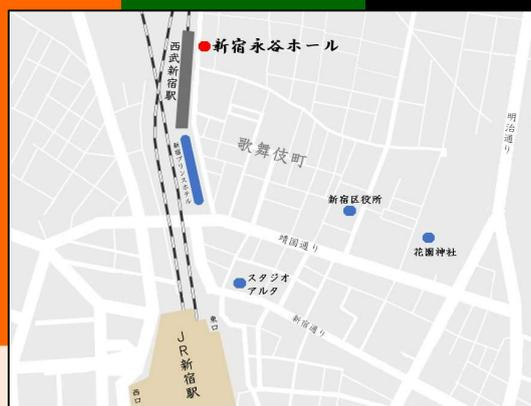 新宿永谷ホール
西武新宿駅
明治通り
歌舞伎町
新宿プリンスホテル
新宿区役所
靖国通り
花園神社
スタジオ
アルタ
東口
新宿通り
JR新宿駅
西口